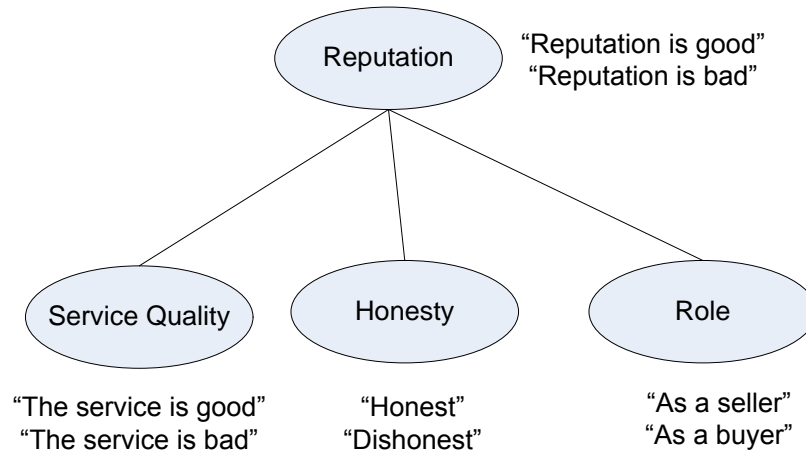 Reputation
“Reputation is good”
“Reputation is bad”
Service Quality
Honesty
Role
“The service is good”
“The service is bad”
“Honest”
“Dishonest”
“As a seller”
“As a buyer”